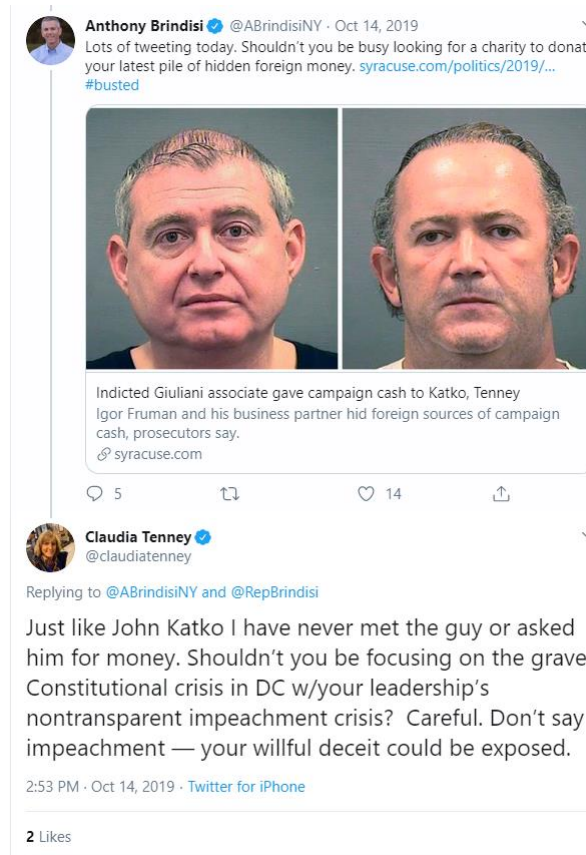 Anthony Brindisi @ABrindisiNY · Oct 14, 2019
Lots of tweeting today. Shouldn't you be busy looking for a charity to donat
your latest pile of hidden foreign money. syracuse.com/politics/2019/...
#busted
Indicted Giuliani associate gave campaign cash to Katko, Tenney
Igor Fruman and his business partner hid foreign sources of campaign
cash, prosecutors say.
syracuse.com
5 14
Claudia Tenney
@claudiatenney
Replying to @ABrindisiNY and @RepBrindisi
Just like John Katko I have never met the guy or asked
him for money. Shouldn't you be focusing on the grave
Constitutional crisis in DC w/your leadership's
nontransparent impeachment crisis? Careful. Don't say
impeachment — your willful deceit could be exposed.
2:53 PM · Oct 14, 2019 · Twitter for iPhone
2 Likes